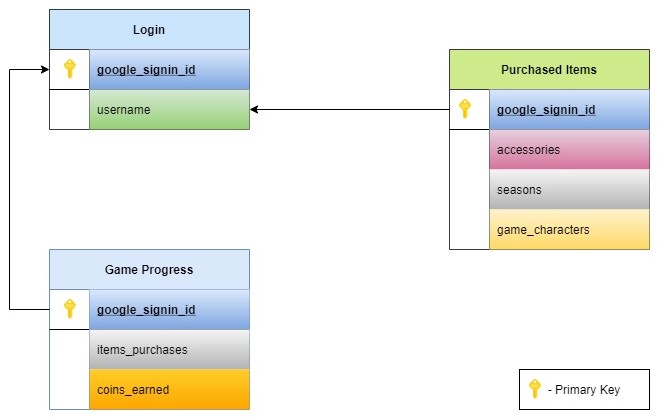 Login
google_signin_id
username
Purchased Items
google_signin_id
accessories
seasons
game_characters
Game Progress
google_signin_id
items_purchases
coins_earned
- Primary Key